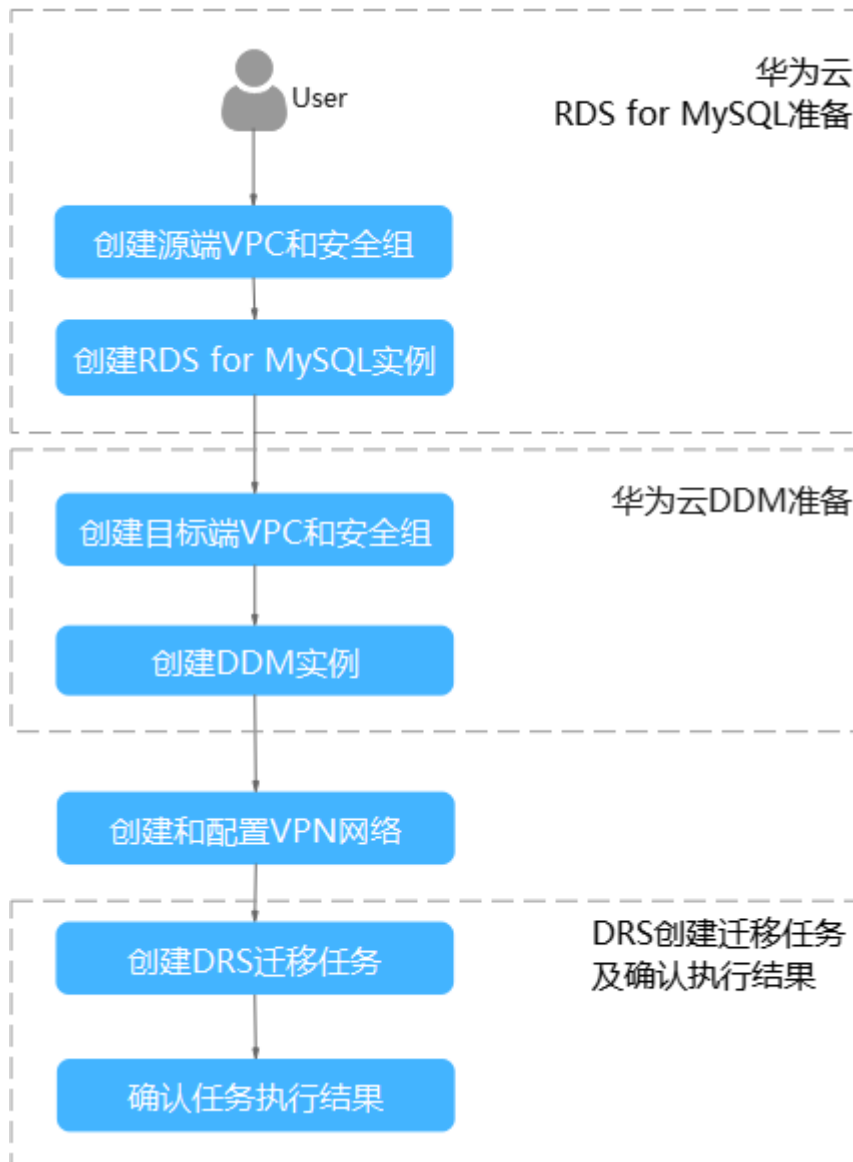 华为云
RDS for MySQL准备
User
创建源端VPC和安全组
创建RDS for MySQL实例
华为云DDM准备
创建目标端VPC和安全组
创建DDM实例
创建和配置VPN网络
DRS创建迁移任务
及确认执行结果
创建DRS迁移任务
确认任务执行结果